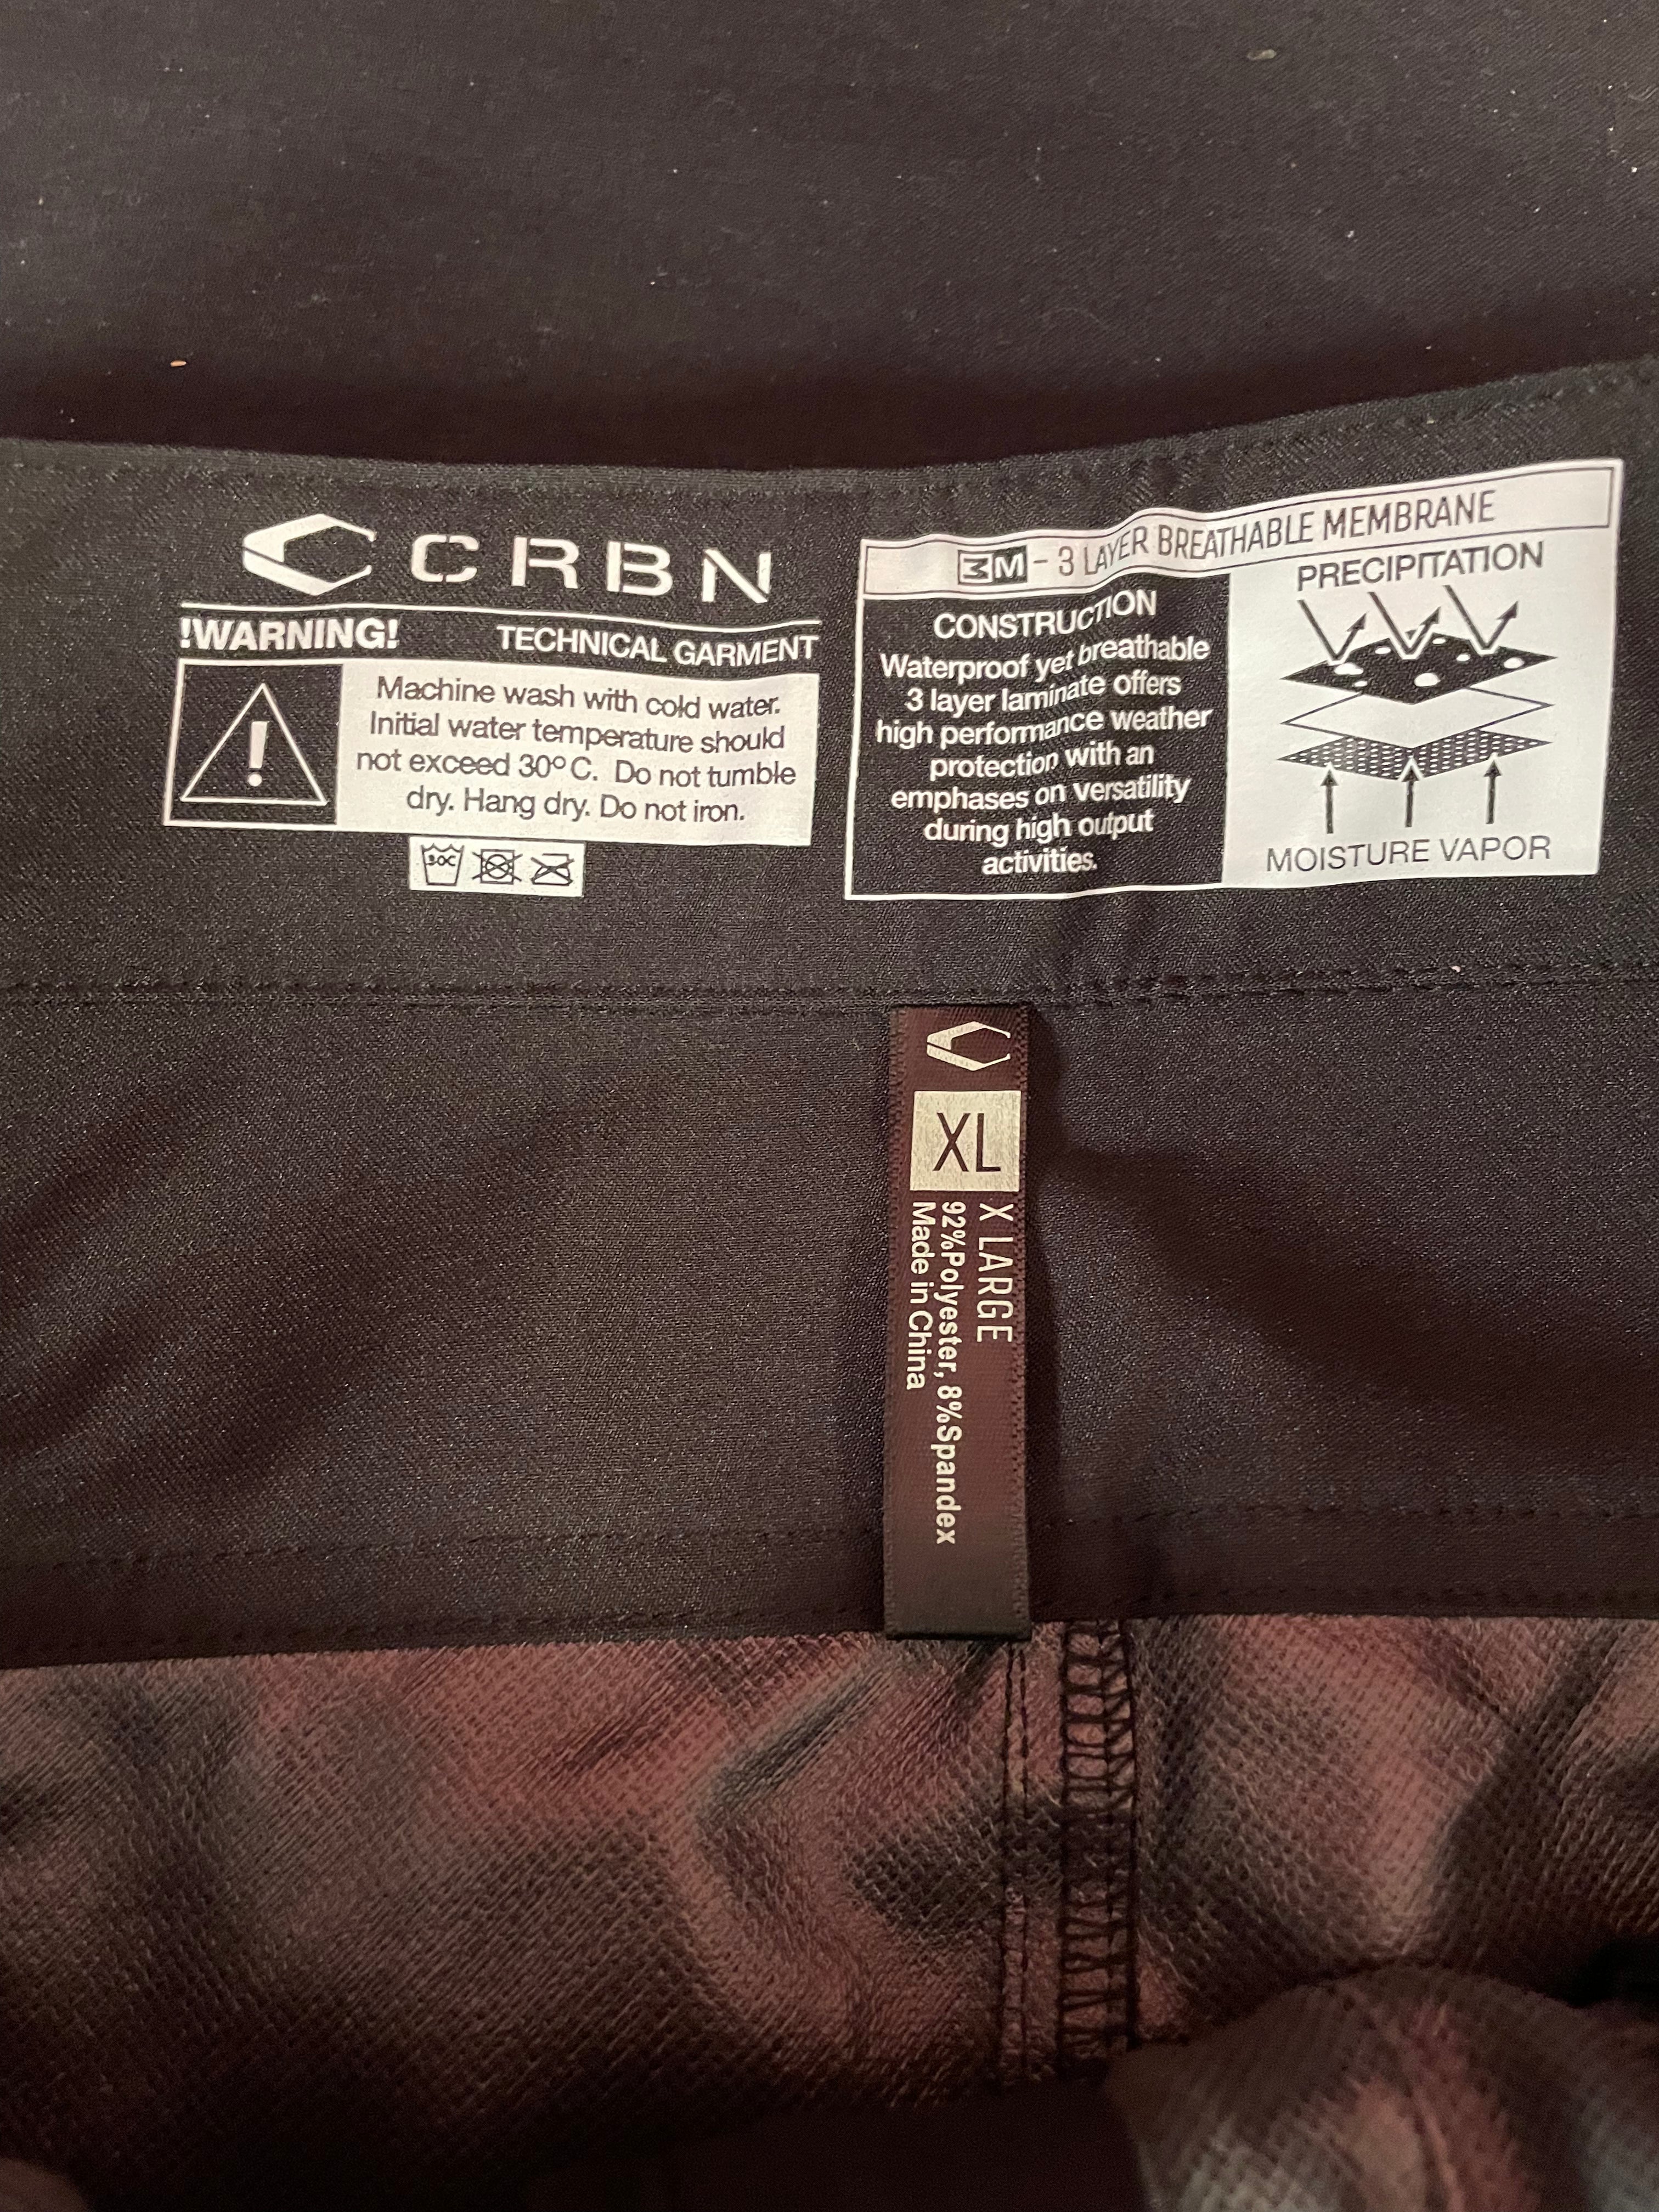 CRBN
!WARNING! TECHNICAL GARMENT
!
Machine wash with cold water.
Initial water temperature should
not exceed 30°C. Do not tumble
dry. Hang dry. Do not iron.
30C
3M - 3 LAYER BREATHABLE MEMBRANE
CONSTRUCTION
Waterproof yet breathable
3 layer laminate offers
high performance weather
protection with an
emphases on versatility
during high output
activities.
PRECIPITATION
MOISTURE VAPOR
XL
X LARGE
92%Polyester, 8%Spandex
Made in China